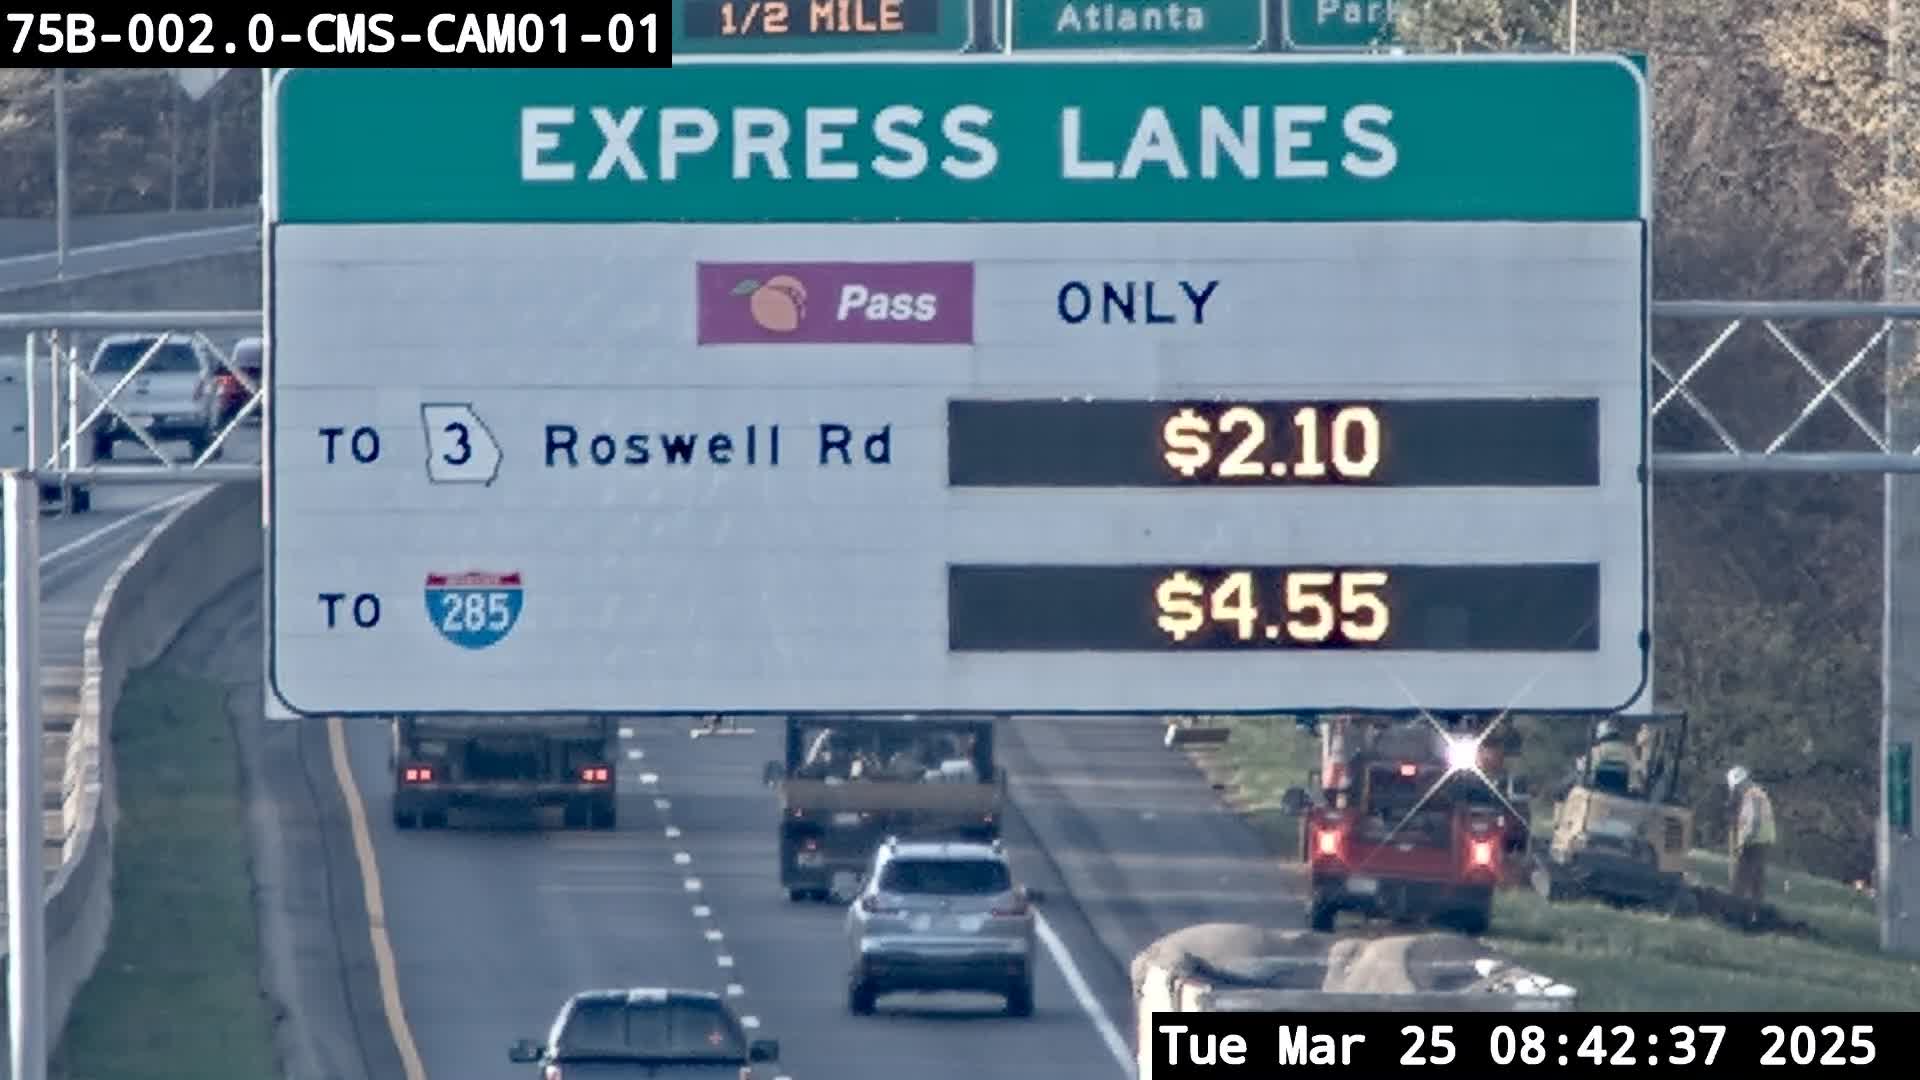 75B-002.0-CMS-CAM01-01
1/2 MILE
Atlanta
EXPRESS LANES
Pass ONLY
TO 3 Roswell Rd $2.10
TO 285 $4.55
Tue Mar 25 08:42:37 2025